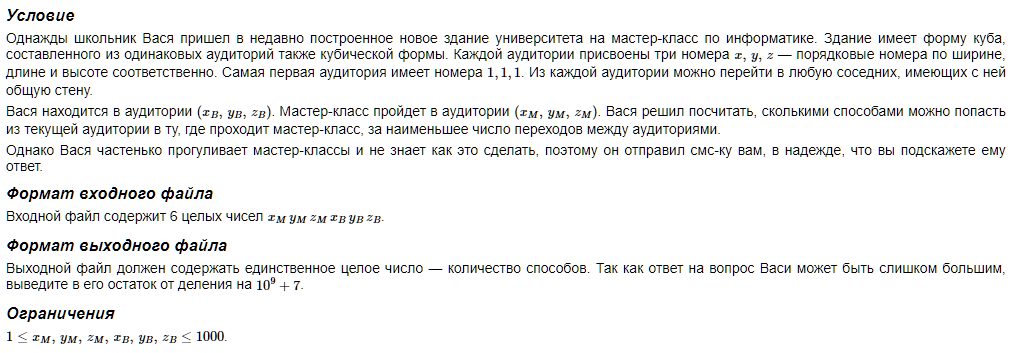 Условие
Однажды школьник Вася пришел в недавно построенное новое здание университета на мастер-класс по информатике. Здание имеет форму куба,
составленного из одинаковых аудиторий также кубической формы. Каждой аудитории присвоены три номера x, y, z — порядковые номера по ширине,
длине и высоте соответственно. Самая первая аудитория имеет номера 1, 1, 1. Из каждой аудитории можно перейти в любую соседних, имеющих с ней
общую стену.
Вася находится в аудитории (x_B, y_B, z_B). Мастер-класс пройдет в аудитории (x_M, y_M, z_M). Вася решил посчитать, сколькими способами можно попасть
из текущей аудитории в ту, где проходит мастер-класс, за наименьшее число переходов между аудиториями.
Однако Вася частенько прогуливает мастер-классы и не знает как это сделать, поэтому он отправил смс-ку вам, в надежде, что вы подскажете ему
ответ.
Формат входного файла
Входной файл содержит 6 целых чисел x_M y_M z_M x_B y_B z_B.
Формат выходного файла
Выходной файл должен содержать единственное целое число — количество способов. Так как ответ на вопрос Васи может быть слишком большим,
выведите в его остаток от деления на 10^9 + 7.
Ограничения
1 ≤ x_M, y_M, z_M, x_B, y_B, z_B ≤ 1000.